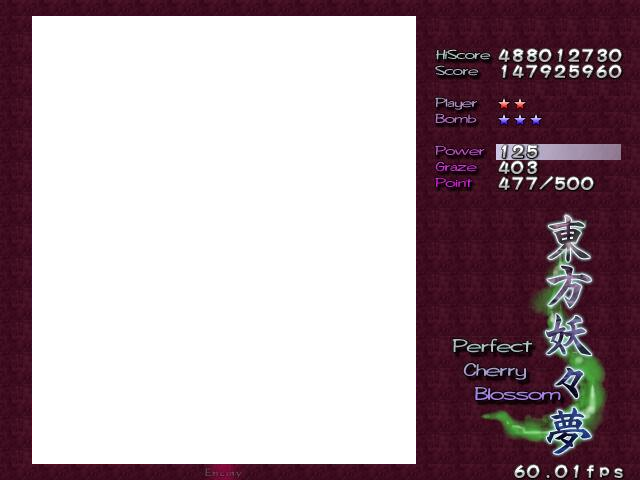 HiScore 488012730
Score 147925960
Player
Bomb
Power 125
Graze 403
Point 477/500
東方妖々夢
Perfect
Cherry
Blossom
Enemy
60.01fps